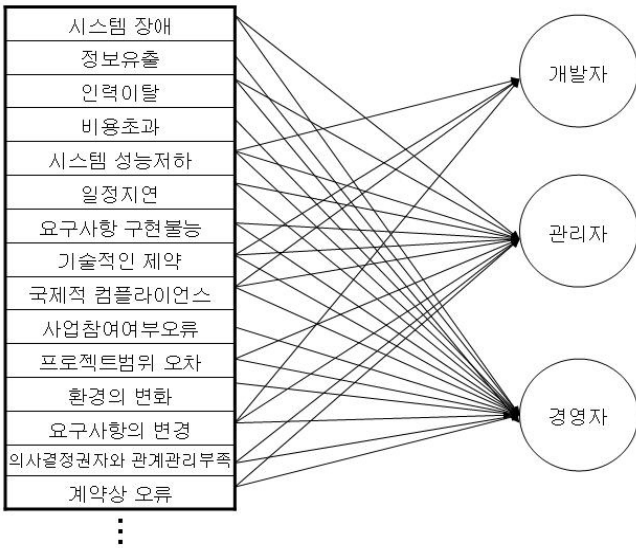 시스템 장애
정보유출
인력이탈
비용초과
시스템 성능저하
일정지연
요구사항 구현불능
기술적인 제약
국제적 컴플라이언스
사업참여여부오류
프로젝트범위 오차
환경의 변화
요구사항의 변경
의사결정권자와 관계관리부족
계약상 오류
개발자
관리자
경영자